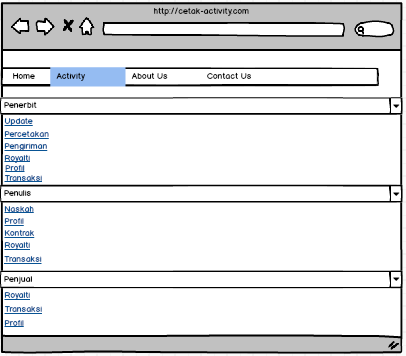 http://cetak-activity.com
Home Activity About Us Contact Us
Penerbit
Update
Percetakan
Pengiriman
Royalti
Profil
Transaksi
Penulis
Naskah
Profil
Kontrak
Royalti
Transaksi
Penjual
Royalti
Transaksi
Profil